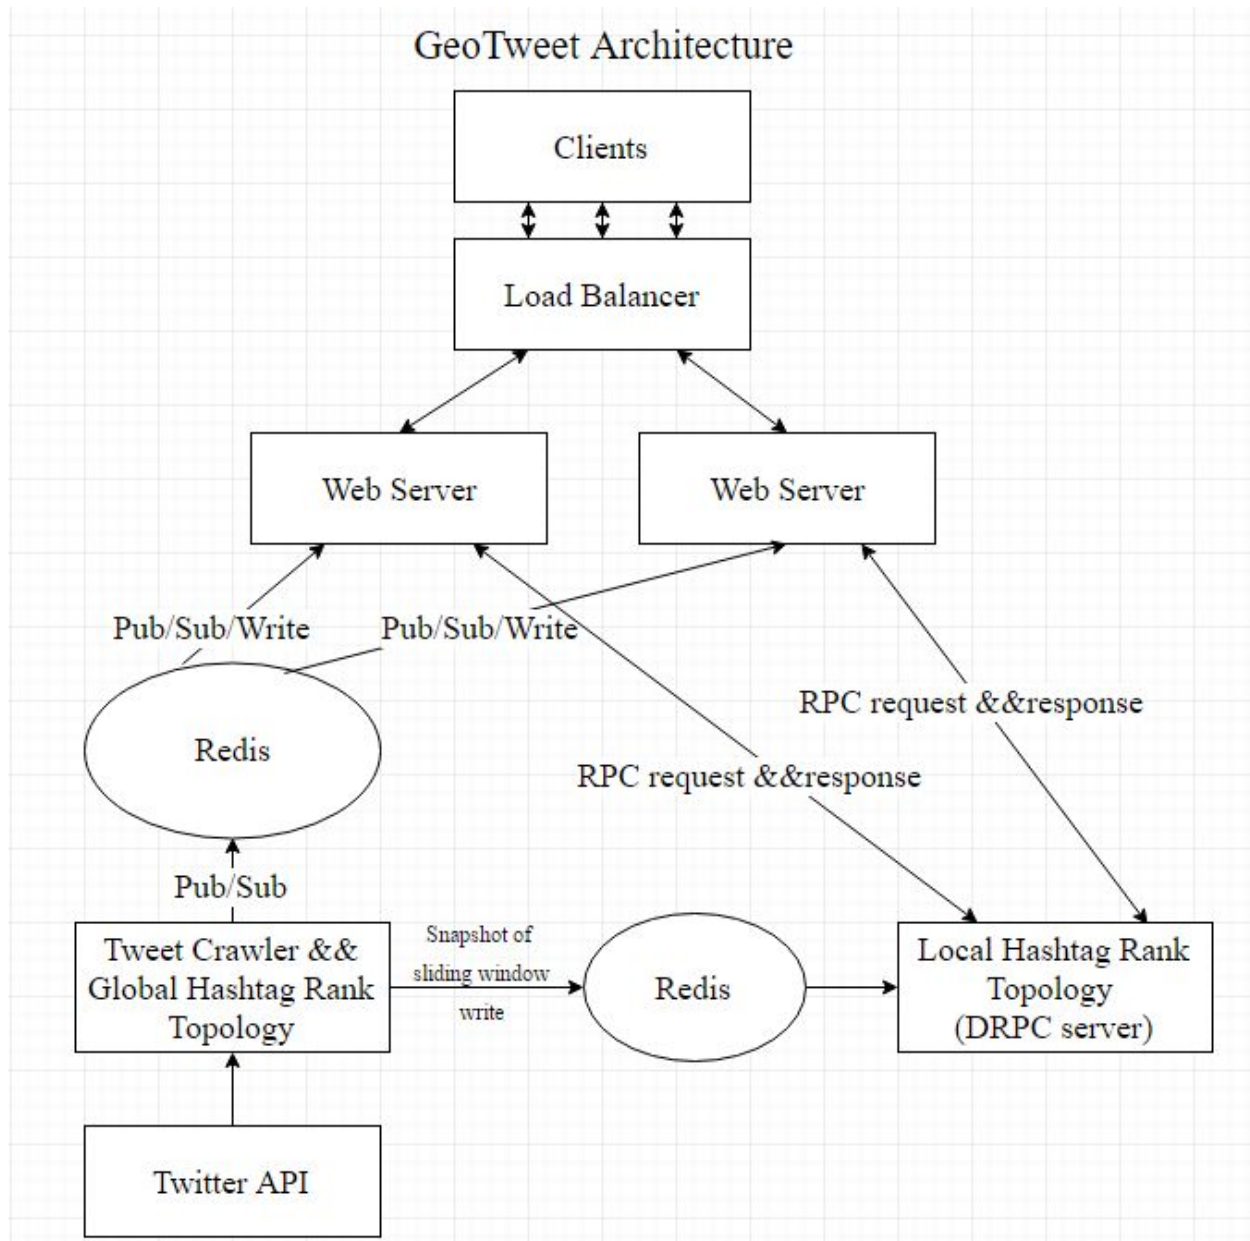 GeoTweet Architecture
Clients
Load Balancer
Web Server
Web Server
Pub/Sub/Write
Pub/Sub/Write
RPC request &&response
RPC request &&response
Redis
Pub/Sub
Tweet Crawler &&
Global Hashtag Rank
Topology
Snapshot of
sliding window
write
Redis
Local Hashtag Rank
Topology
(DRPC server)
Twitter API